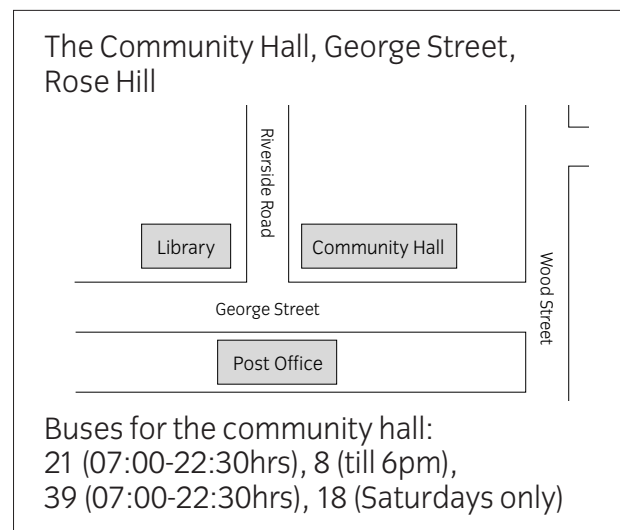 The Community Hall, George Street,
Rose Hill
Riverside Road
Library
Community Hall
Wood Street
George Street
Post Office
Buses for the community hall:
21 (07:00-22:30hrs), 8 (till 6pm),
39 (07:00-22:30hrs), 18 (Saturdays only)